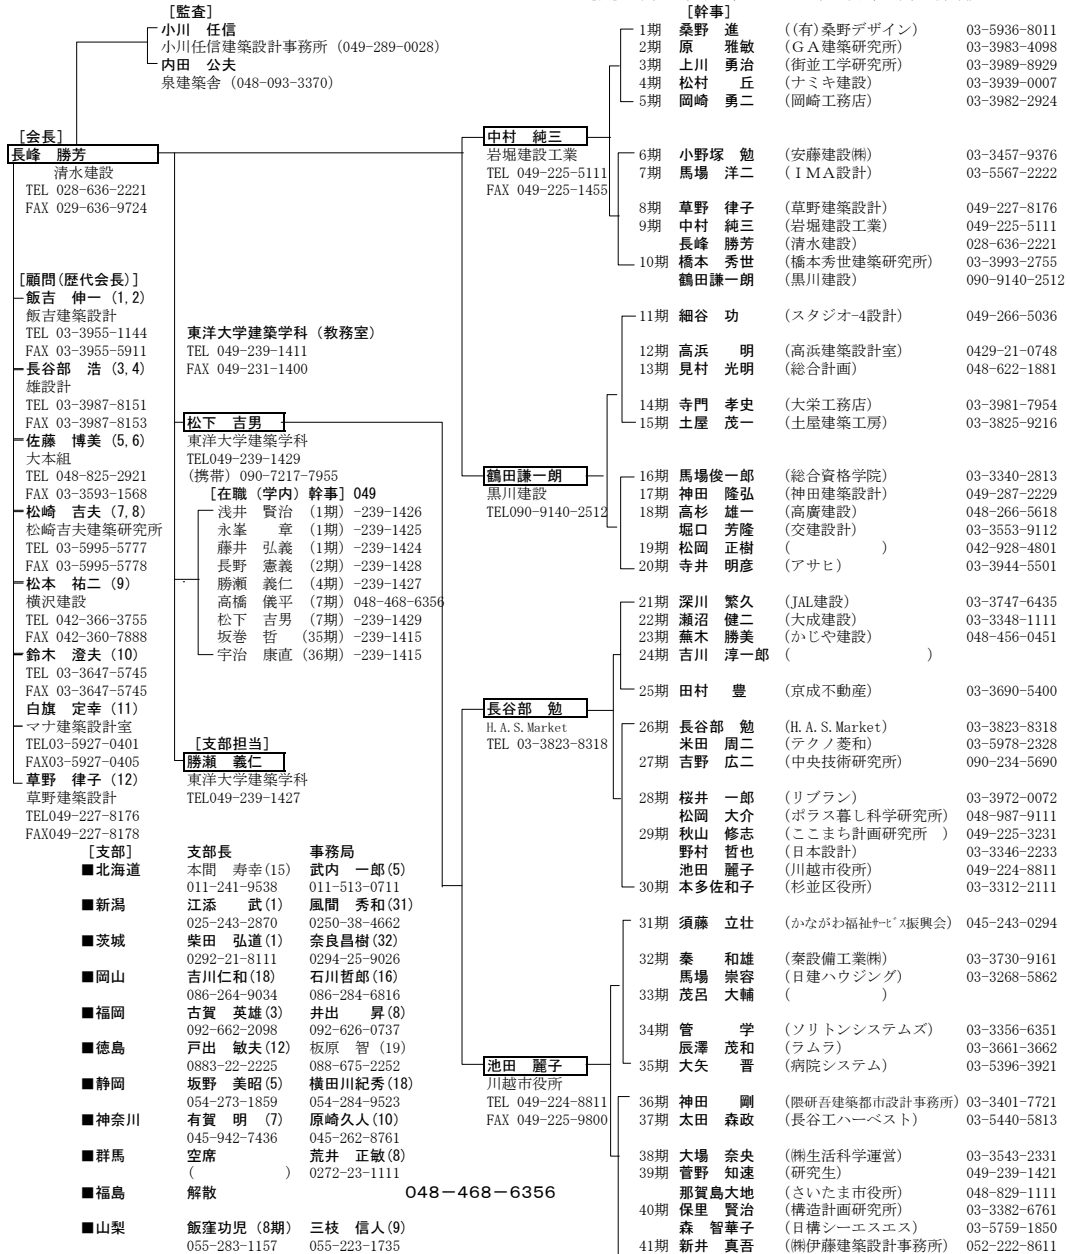 [監査]
小川　任信
小川任信建築設計事務所（049-289-0028）
内田　公夫
泉建築舎（048-093-3370）
[会長]
長峰　勝芳
清水建設
TEL 028-636-2221
FAX 029-636-9724
[顧問(歴代会長)]
飯吉　伸一（1,2）
飯吉建築設計
TEL 03-3955-1144
FAX 03-3955-5911
長谷部　浩（3,4）
雄設計
TEL 03-3987-8151
FAX 03-3987-8153
佐藤　博美（5,6）
大本組
TEL 048-825-2921
FAX 03-3593-1568
松崎　吉夫（7,8）
松崎吉夫建築研究所
TEL 03-5995-5777
FAX 03-5995-5778
松本　祐二（9）
横沢建設
TEL 042-366-3755
FAX 042-360-7888
鈴木　澄夫（10）
TEL 03-3647-5745
FAX 03-3647-5745
白旗　定幸（11）
マナ建築設計室
TEL03-5927-0401
FAX03-5927-0405
草野　律子（12）
草野建築設計
TEL049-227-8176
FAX049-227-8178
東洋大学建築学科（教務室）
TEL 049-239-1411
FAX 049-231-1400
松下　吉男
東洋大学建築学科
TEL049-239-1429
(携帯）090-7217-7955
[在職（学内）幹事] 049
浅井　賢治（1期）-239-1426
永峯　　章（1期）-239-1425
藤井　弘義（1期）-239-1424
長野　憲義（2期）-239-1428
勝瀬　義仁（4期）-239-1427
高橋　儀平（7期）048-468-6356
松下　吉男（7期）-239-1429
坂巻　哲　（35期）-239-1415
宇治　康直（36期）-239-1415
[支部担当]
勝瀬　義仁
東洋大学建築学科
TEL049-239-1427
中村　純三
岩堀建設工業
TEL 049-225-5111
FAX 049-225-1455
鶴田謙一朗
黒川建設
TEL090-9140-2512
長谷部　勉
H.A.S.Market
TEL 03-3823-8318
池田　麗子
川越市役所
TEL 049-224-8811
FAX 049-225-9800
[幹事]
1期　桑野　進　（(有)桑野デザイン）　03-5936-8011
2期　原　　雅敏　（GA建築研究所）　03-3983-4098
3期　上川　勇治　（街並工学研究所）　03-3989-8929
4期　松村　　丘　（ナミキ建設）　03-3939-0007
5期　岡崎　勇二　（岡崎工務店）　03-3982-2924
6期　小野塚　勉　（安藤建設㈱）　03-3457-9376
7期　馬場　洋二　（IMA設計）　03-5567-2222
8期　草野　律子　（草野建築設計）　049-227-8176
9期　中村　純三　（岩堀建設工業）　049-225-5111
長峰　勝芳　（清水建設）　028-636-2221
10期　橋本　秀世　（橋本秀世建築研究所）　03-3993-2755
鶴田謙一朗　（黒川建設）　090-9140-2512
11期　細谷　功　（スタジオ-4設計）　049-266-5036
12期　高浜　　明　（高浜建築設計室）　0429-21-0748
13期　見村　光明　（総合計画）　048-622-1881
14期　寺門　孝史　（大栄工務店）　03-3981-7954
15期　土屋　茂一　（土屋建築工房）　03-3825-9216
16期　馬場俊一郎　（総合資格学院）　03-3340-2813
17期　神田　隆弘　（神田建築設計）　049-287-2229
18期　高杉　雄一　（高廣建設）　048-266-5618
堀口　芳隆　（交建設計）　03-3553-9112
19期　松岡　正樹　（　　　　　　）　042-928-4801
20期　寺井　明彦　（アサヒ）　03-3944-5501
21期　深川　繁久　（JAL建設）　03-3747-6435
22期　瀬沼　健二　（大成建設）　03-3348-1111
23期　蕪木　勝美　（かじや建設）　048-456-0451
24期　吉川　淳一郎　（　　　　　　　　　）
25期　田村　　豊　（京成不動産）　03-3690-5400
26期　長谷部　勉　（H.A.S.Market）　03-3823-8318
米田　周二　（テクノ菱和）　03-5978-2328
27期　吉野　広二　（中央技術研究所）　090-234-5690
28期　桜井　一郎　（リブラン）　03-3972-0072
松岡　大介　（ポラス暮し科学研究所）　048-987-9111
29期　秋山　修志　（ここまち計画研究所　）　049-225-3231
野村　哲也　（日本設計）　03-3346-2233
池田　麗子　（川越市役所）　049-224-8811
30期　本多佐和子　（杉並区役所）　03-3312-2111
31期　須藤　立壮　（かながわ福祉ｻｰﾋﾞｽ振興会）　045-243-0294
32期　秦　　和雄　（秦設備工業㈱）　03-3730-9161
馬場　崇容　（日建ハウジング）　03-3268-5862
33期　茂呂　大輔　（　　　　　　）
34期　管　　　学　（ソリトンシステムズ）　03-3356-6351
辰澤　茂和　（ラムラ）　03-3661-3662
35期　大矢　　晋　（病院システム）　03-5396-3921
36期　神田　　剛　（隈研吾建築都市設計事務所）03-3401-7721
37期　太田　森政　（長谷工ハーベスト）　03-5440-5813
38期　大場　奈央　（㈱生活科学運営）　03-3543-2331
39期　菅野　知速　（研究生）　049-239-1421
那賀島大地　（さいたま市役所）　048-829-1111
40期　保里　賢治　（構造計画研究所）　03-3382-6761
森　智華子　（日構シーエスエス）　03-5759-1850
41期　新井　真吾　（㈱伊藤建築設計事務所）　052-222-8611
[支部]　支部長　事務局
■北海道　本間　寿幸(15)　武内　一郎(5)
011-241-9538　011-513-0711
■新潟　江添　　武(1)　風間　秀和(31)
025-243-2870　0250-38-4662
■茨城　柴田　弘道(1)　奈良昌樹(32)
0292-21-8111　0294-25-9026
■岡山　吉川仁和(18)　石川哲郎(16)
086-264-9034　086-284-6816
■福岡　古賀　英雄(3)　井出　　昇(8)
092-662-2098　092-626-0737
■徳島　戸出　敏夫(12)　板原　智（19）
0883-22-2225　088-675-2252
■静岡　坂野　美昭(5)　横田川紀秀(18)
054-273-1859　054-284-9523
■神奈川　有賀　明　(7)　原崎久人(10)
045-942-7436　045-262-8761
■群馬　空席　荒井　正敏(8)
（　　　　　　）　0272-23-1111
■福島　解散　048－468－6356
■山梨　飯窪功児（8期）　三枝　信人(9)
055-283-1157　055-223-1735